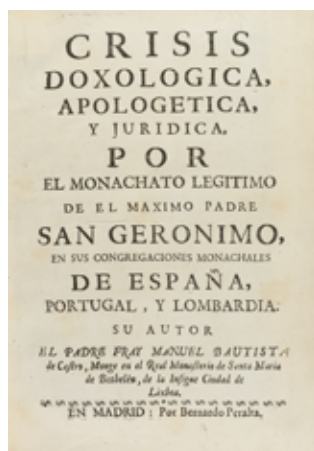 CRISIS
DOXOLOGICA,
APOLOGETICA,
Y JURIDICA,
POR
EL MONACHATO LEGITIMO
DE EL MAXIMO PADRE
SAN GERONIMO,
EN SUS CONGREGACIONES MONACHALES
DE ESPAÑA,
PORTUGAL, Y LOMBARDIA.
SU AUTOR
EL PADRE FRAY MANUEL BAUTISTA
de Castro, Monge en el Real Monasterio de Santa Maria
de Bethelèn, de la Insigne Ciudad de
Lisboa.
EN MADRID: Por Bernardo Peralta.